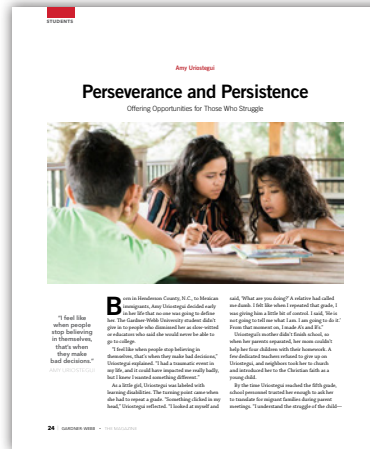 STUDENTS
Amy Uriostegui
Perseverance and Persistence
Offering Opportunities for Those Who Struggle
"I feel like
when people
stop believing
in themselves,
that's when
they make
bad decisions."
AMY URIOSTEGUI
Born in Henderson County, N.C., to Mexican
immigrants, Amy Uriostegui decided early
in her life that no one was going to define
her. The Gardner-Webb University student didn't
give in to people who dismissed her as slow-witted
or educators who said she would never be able to
go to college.
"I feel like when people stop believing in
themselves, that's when they make bad decisions,"
Uriostegui explained. "I had a traumatic event in
my life, and it could have impacted me really badly,
but I knew I wanted something different."
As a little girl, Uriostegui was labeled with
learning disabilities. The turning point came when
she had to repeat a grade. "Something clicked in my
head," Uriostegui reflected. "I looked at myself and
said, 'What are you doing?' A relative had called
me dumb. I felt like when I repeated that grade, I
was giving him a little bit of control. I said, 'He is
not going to tell me what I am. I am going to do it.'
From that moment on, I made A's and B's."
Uriostegui's mother didn't finish school, so
when her parents separated, her mom couldn't
help her four children with their homework. A
few dedicated teachers refused to give up on
Uriostegui, and neighbors took her to church
and introduced her to the Christian faith as a
young child.
By the time Uriostegui reached the fifth grade,
school personnel trusted her enough to ask her
to translate for migrant families during parent
meetings. "I understand the struggle of the child—
24 | GARDNER-WEBB • THE MAGAZINE